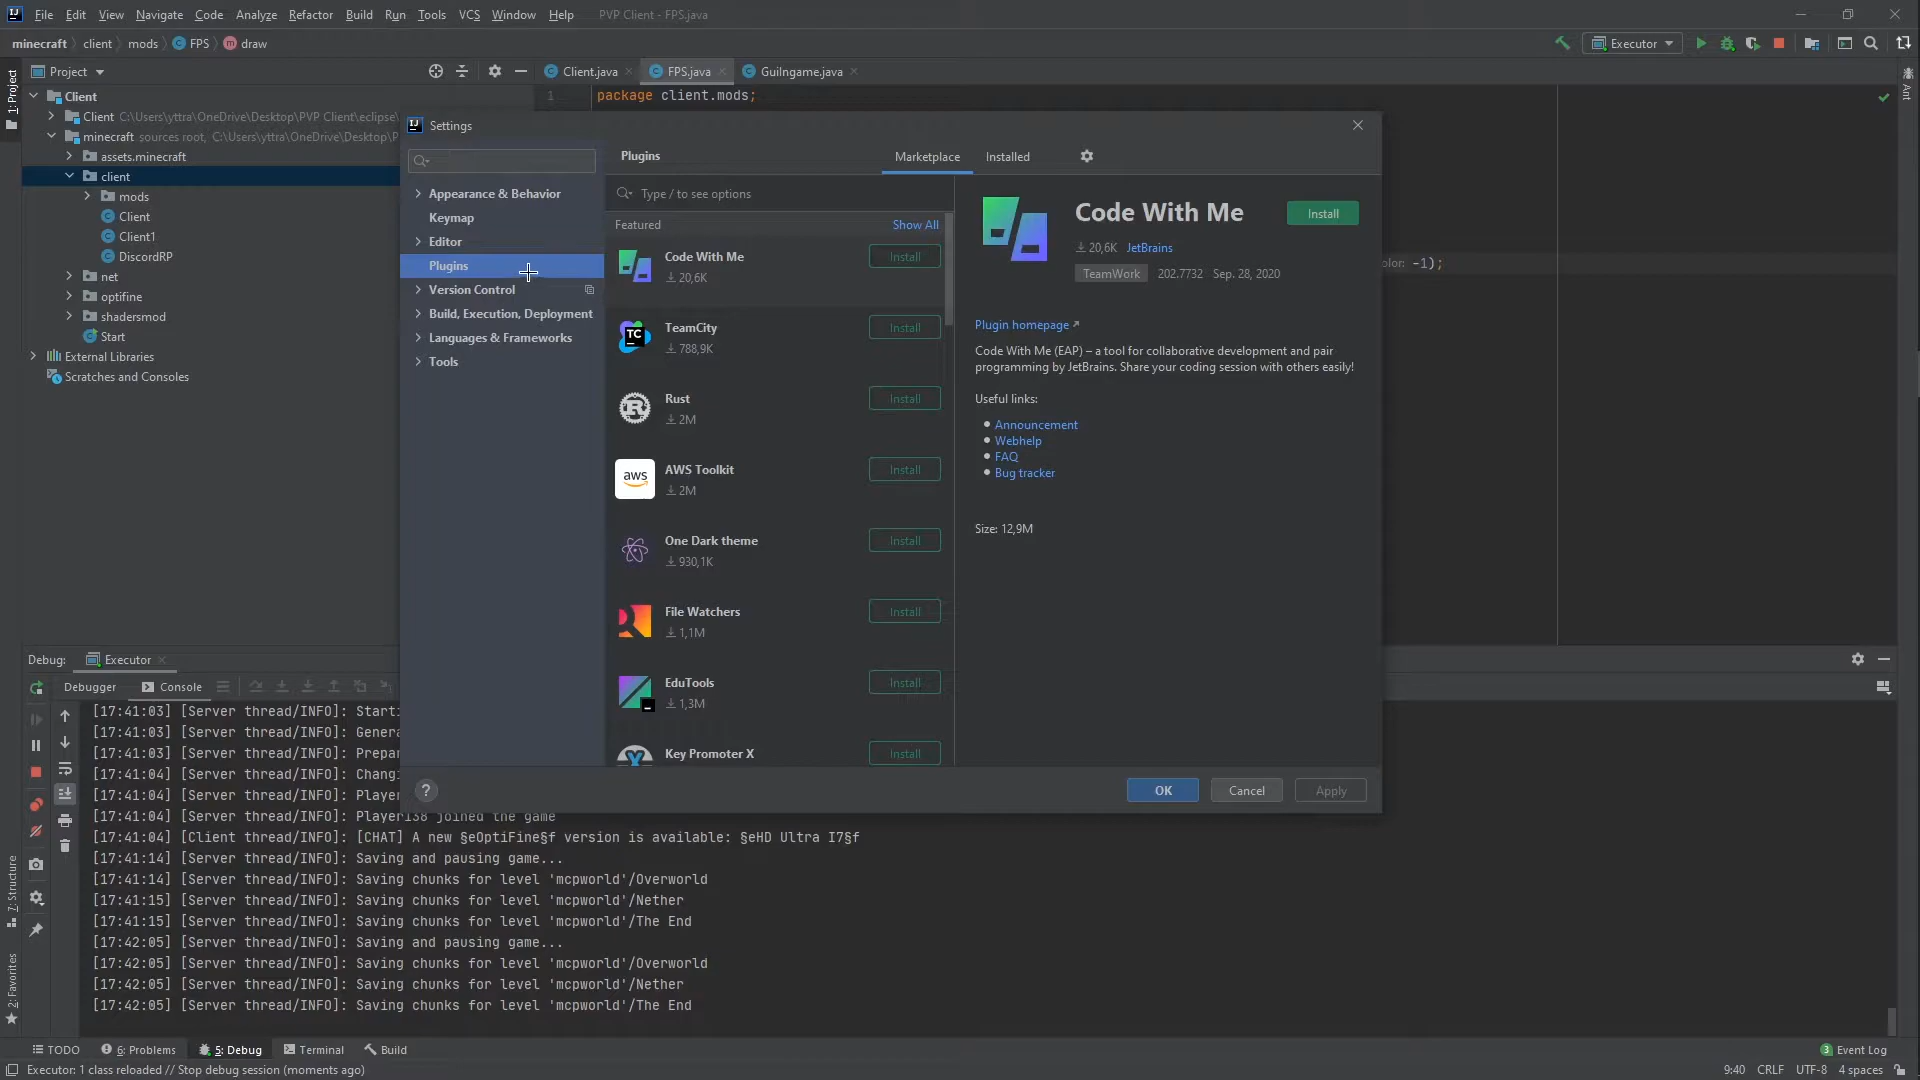 File Edit View Navigate Code Analyze Refactor Build Run Tools VCS Window Help PVP Client - FPS.java
minecraft client mods FPS draw Executor
1: Project
Project
Client.java FPS.java GuiIngame.java
Ant
Client
Client C:\Users\yttra\OneDrive\Desktop\PVP Client\eclipse\
minecraft sources root, C:\Users\yttra\OneDrive\Desktop\P
assets.minecraft
client
mods
Client
Client1
DiscordRP
net
optifine
shadersmod
Start
External Libraries
Scratches and Consoles
1 package client.mods;
color: -1);
Settings
Appearance & Behavior
Keymap
Editor
Plugins
Version Control
Build, Execution, Deployment
Languages & Frameworks
Tools
Plugins Marketplace Installed
Type / to see options
Featured Show All
Code With Me Install
20,6K
TeamCity Install
788,9K
Rust Install
2M
AWS Toolkit Install
2M
One Dark theme Install
930,1K
File Watchers Install
1,1M
EduTools Install
1,3M
Key Promoter X Install
Code With Me Install
20,6K JetBrains
TeamWork 202.7732 Sep. 28, 2020
Plugin homepage
Code With Me (EAP) – a tool for collaborative development and pair
programming by JetBrains. Share your coding session with others easily!
Useful links:
Announcement
Webhelp
FAQ
Bug tracker
Size: 12,9M
? OK Cancel Apply
Debug: Executor
Debugger Console
[17:41:03] [Server thread/INFO]: Starti
[17:41:03] [Server thread/INFO]: Genera
[17:41:03] [Server thread/INFO]: Prepar
[17:41:04] [Server thread/INFO]: Changi
[17:41:04] [Server thread/INFO]: Player
[17:41:04] [Server thread/INFO]: Player138 joined the game
[17:41:04] [Client thread/INFO]: [CHAT] A new §eOptiFine§f version is available: §eHD Ultra I7§f
[17:41:14] [Server thread/INFO]: Saving and pausing game...
[17:41:14] [Server thread/INFO]: Saving chunks for level 'mcpworld'/Overworld
[17:41:15] [Server thread/INFO]: Saving chunks for level 'mcpworld'/Nether
[17:41:15] [Server thread/INFO]: Saving chunks for level 'mcpworld'/The End
[17:42:05] [Server thread/INFO]: Saving and pausing game...
[17:42:05] [Server thread/INFO]: Saving chunks for level 'mcpworld'/Overworld
[17:42:05] [Server thread/INFO]: Saving chunks for level 'mcpworld'/Nether
[17:42:05] [Server thread/INFO]: Saving chunks for level 'mcpworld'/The End
7: Structure
2: Favorites
TODO 6: Problems 5: Debug Terminal Build 3 Event Log
Executor: 1 class reloaded // Stop debug session (moments ago) 9:40 CRLF UTF-8 4 spaces